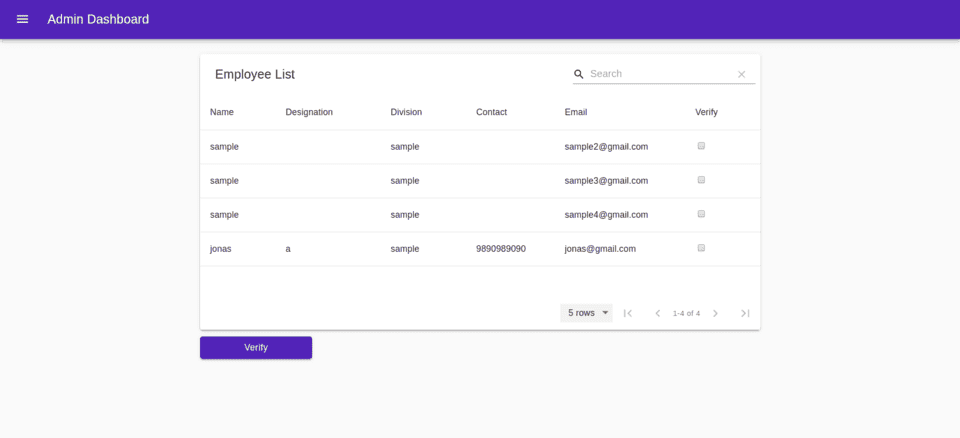 Admin Dashboard
Employee List
Search
Name Designation Division Contact Email Verify
sample sample sample2@gmail.com
sample sample sample3@gmail.com
sample sample sample4@gmail.com
jonas a sample 9890989090 jonas@gmail.com
5 rows 1-4 of 4
Verify